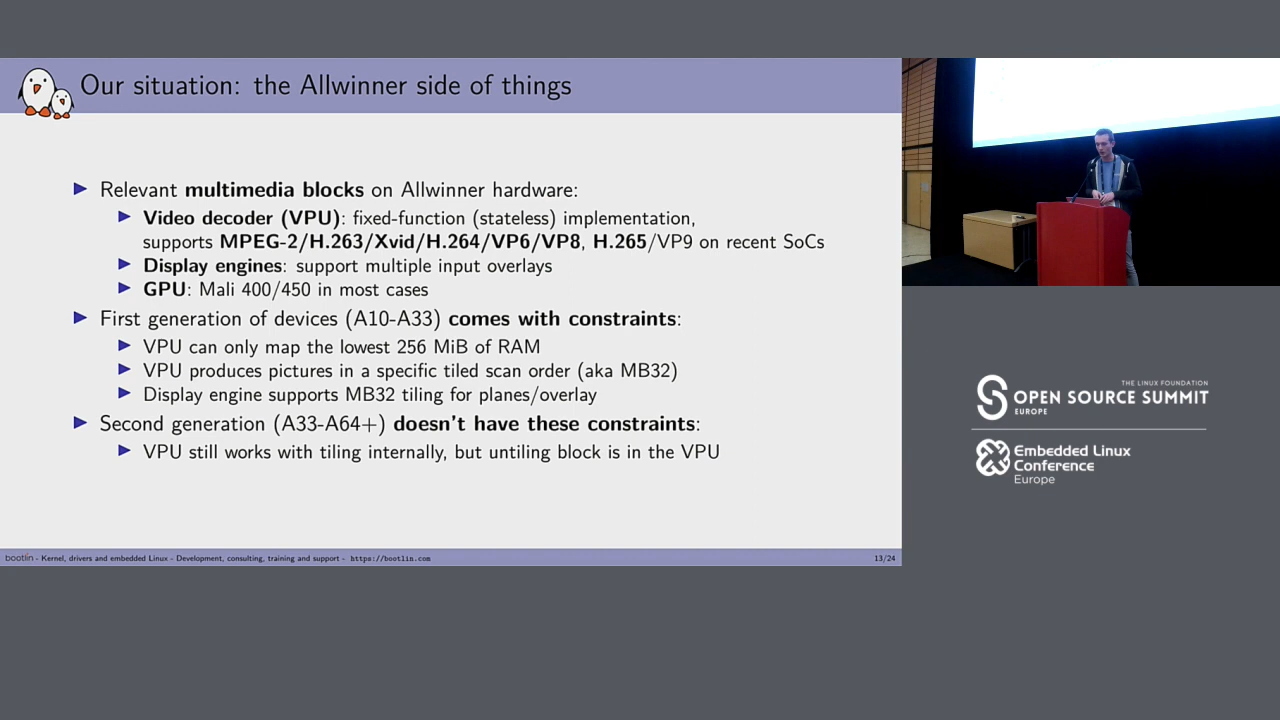 Our situation: the Allwinner side of things
Relevant multimedia blocks on Allwinner hardware:
Video decoder (VPU): fixed-function (stateless) implementation,
supports MPEG-2/H.263/Xvid/H.264/VP6/VP8, H.265/VP9 on recent SoCs
Display engines: support multiple input overlays
GPU: Mali 400/450 in most cases
First generation of devices (A10-A33) comes with constraints:
VPU can only map the lowest 256 MiB of RAM
VPU produces pictures in a specific tiled scan order (aka MB32)
Display engine supports MB32 tiling for planes/overlay
Second generation (A33-A64+) doesn't have these constraints:
VPU still works with tiling internally, but untiling block is in the VPU
bootlin - Kernel, drivers and embedded Linux - Development, consulting, training and support - https://bootlin.com
13/24
THE LINUX FOUNDATION
OPEN SOURCE SUMMIT
EUROPE
Embedded Linux
Conference
Europe